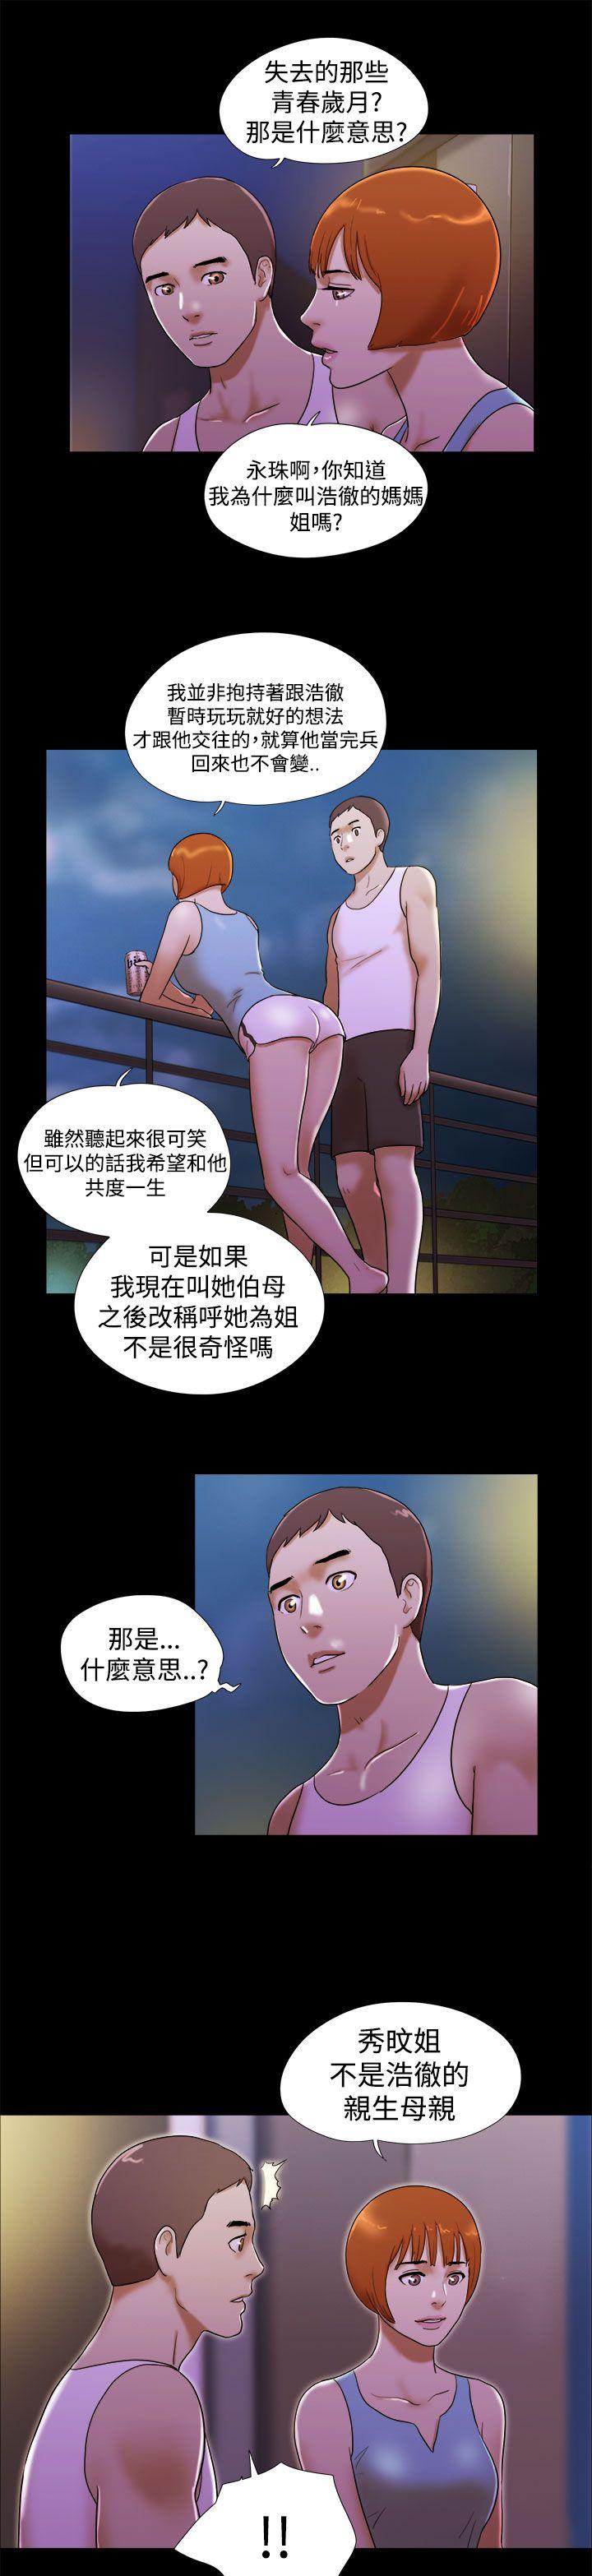 失去的那些
青春歲月?
那是什麼意思?
永珠啊,你知道
我為什麼叫浩徹的媽媽
姐嗎?
我並非抱持著跟浩徹
暫時玩玩就好的想法
才跟他交往的,就算他當完兵
回來也不會變..
雖然聽起來很可笑
但可以的話我希望和他
共度一生
可是如果
我現在叫她伯母
之後改稱呼她為姐
不是很奇怪嗎
那是...
什麼意思..?
秀旼姐
不是浩徹的
親生母親
!!